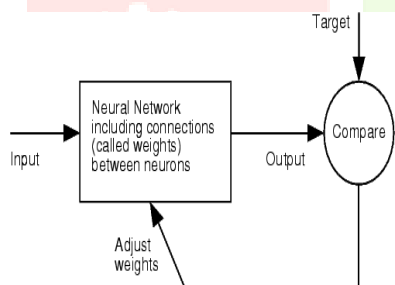 Target
Neural Network
including connections
(called weights)
between neurons
Compare
Input
Output
Adjust
weights